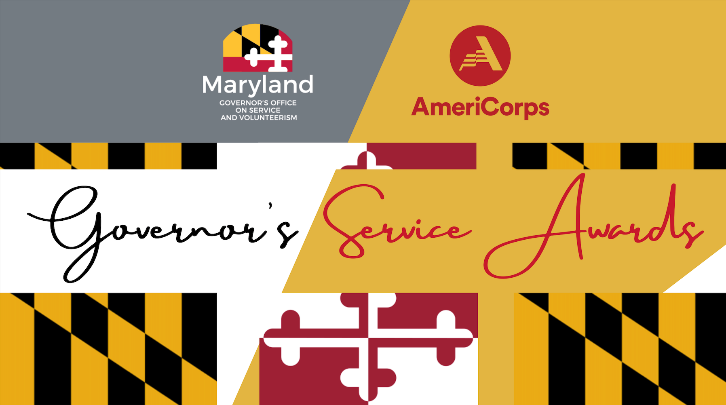 Maryland
GOVERNOR'S OFFICE
ON SERVICE
AND VOLUNTEERISM
AmeriCorps
Governor's Service Awards